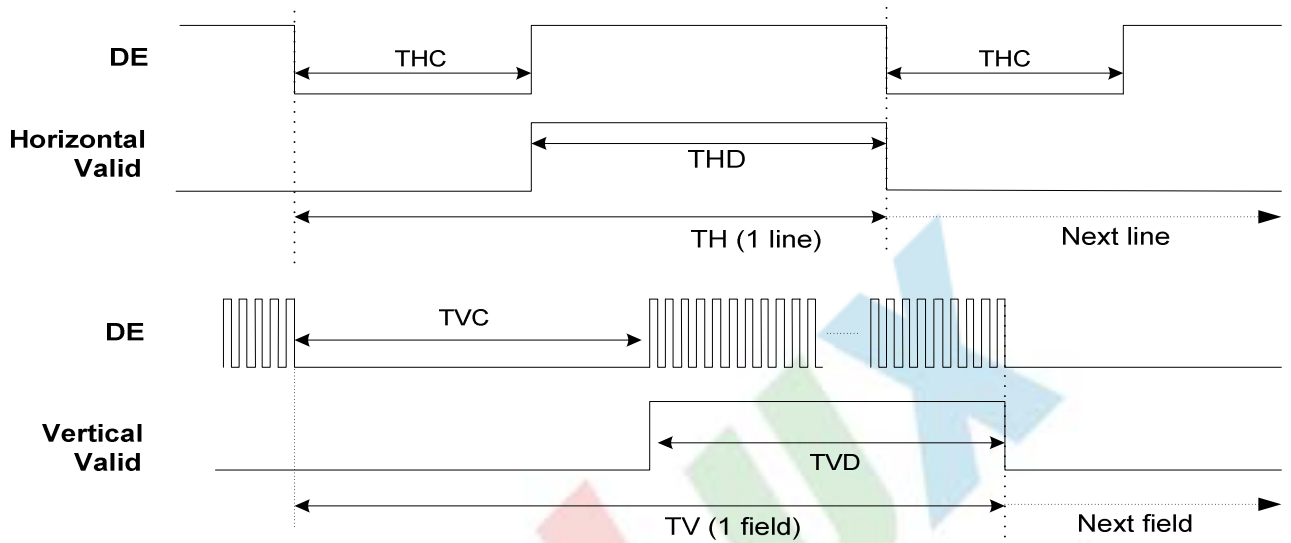 DE
THC
THC
Horizontal
Valid
THD
TH (1 line)
Next line
DE
TVC
Vertical
Valid
TVD
TV (1 field)
Next field